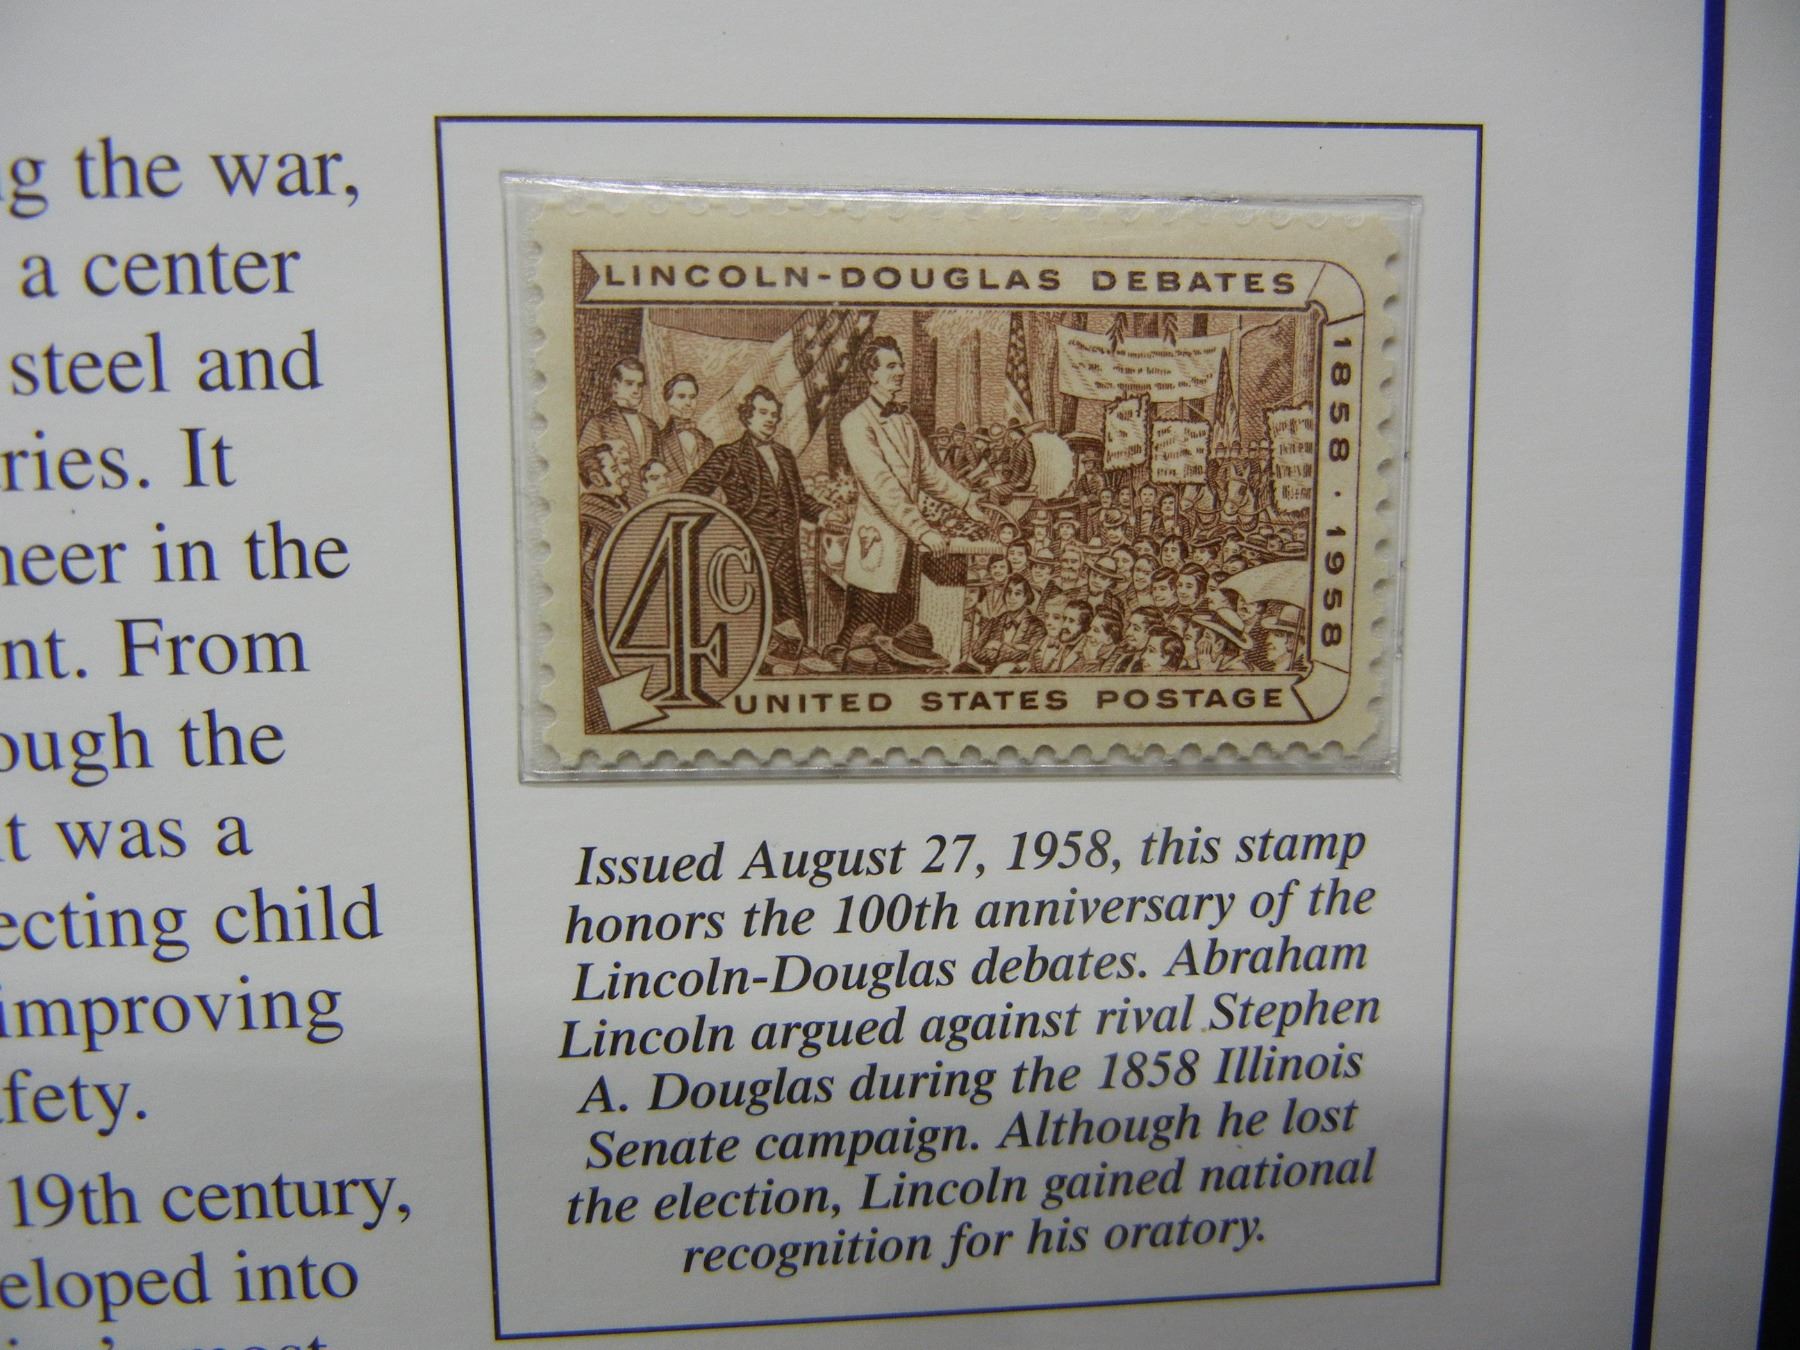 g the war,
a center
steel and
ries. It
neer in the
nt. From
ough the
it was a
ecting child
improving
afety.
19th century,
eloped into
most
LINCOLN-DOUGLAS DEBATES
1858 · 1958
4c
UNITED STATES POSTAGE
Issued August 27, 1958, this stamp
honors the 100th anniversary of the
Lincoln-Douglas debates. Abraham
Lincoln argued against rival Stephen
A. Douglas during the 1858 Illinois
Senate campaign. Although he lost
the election, Lincoln gained national
recognition for his oratory.